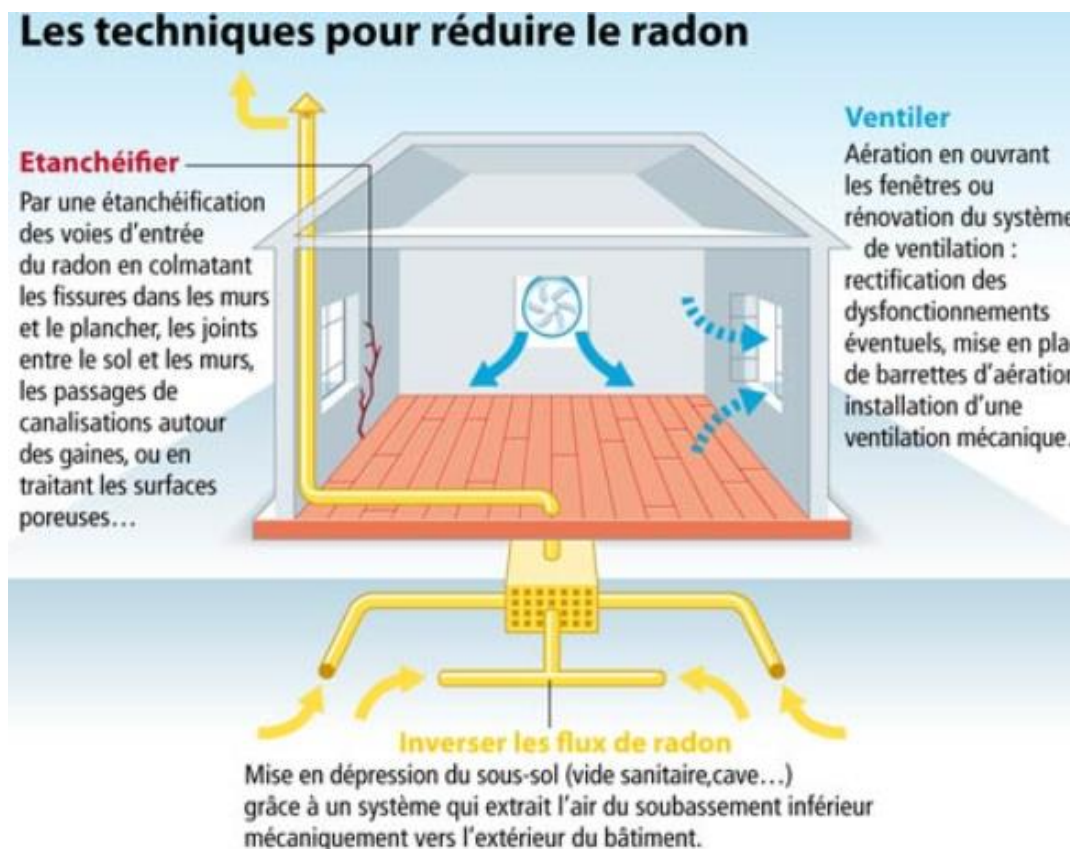 Les techniques pour réduire le radon
Etanchéifier
Par une étanchéification
des voies d'entrée
du radon en colmatant
les fissures dans les murs
et le plancher, les joints
entre le sol et les murs,
les passages de
canalisations autour
des gaines, ou en
traitant les surfaces
poreuses…
Ventiler
Aération en ouvrant
les fenêtres ou
rénovation du système
de ventilation :
rectification des
dysfonctionnements
éventuels, mise en pla
de barrettes d'aération
installation d'une
ventilation mécanique.
Inverser les flux de radon
Mise en dépression du sous-sol (vide sanitaire,cave…)
grâce à un système qui extrait l'air du soubassement inférieur
mécaniquement vers l'extérieur du bâtiment.